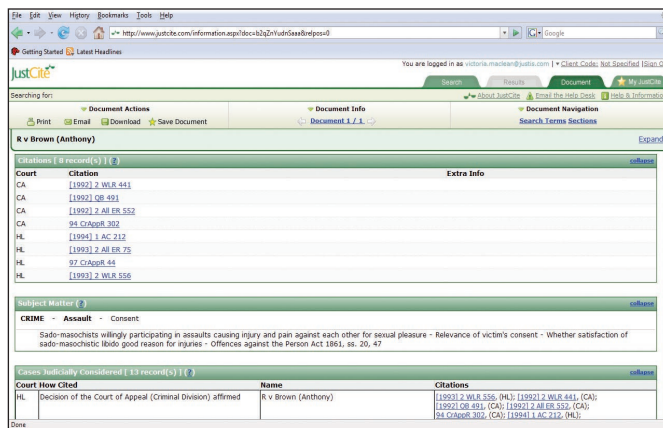 File Edit View History Bookmarks Tools Help
http://www.justcite.com/information.aspx?doc=b2qZnYudnSaaa&relpos=0
G Google
Getting Started Latest Headlines
JustCite
You are logged in as victoria.maclean@justis.com | Client Code: Not Specified |Sign O
Search Results Document My JustCite
Searching for:
About JustCite Email the Help Desk Help & Informatio
Document Actions Document Info Document Navigation
Print Email Download Save Document Document 1 / 1 Search Terms Sections
R v Brown (Anthony) Expand
Citations [ 8 record(s) ] (?) collapse
Court Citation Extra Info
CA [1992] 2 WLR 441
CA [1992] QB 491
CA [1992] 2 All ER 552
CA 94 CrAppR 302
HL [1994] 1 AC 212
HL [1993] 2 All ER 75
HL 97 CrAppR 44
HL [1993] 2 WLR 556
Subject Matter (?) collapse
CRIME - Assault - Consent
Sado-masochists willingly participating in assaults causing injury and pain against each other for sexual pleasure - Relevance of victim's consent - Whether satisfaction of
sado-masochistic libido good reason for injuries - Offences against the Person Act 1861, ss. 20, 47
Cases Judicially Considered [ 13 record(s) ] (?) collapse
Court How Cited Name Citations
HL Decision of the Court of Appeal (Criminal Division) affirmed R v Brown (Anthony) [1993] 2 WLR 556, (HL); [1992] 2 WLR 441, (CA);
[1992] QB 491, (CA); [1992] 2 All ER 552, (CA);
94 CrAppR 302, (CA); [1994] 1 AC 212, (HL);
Done